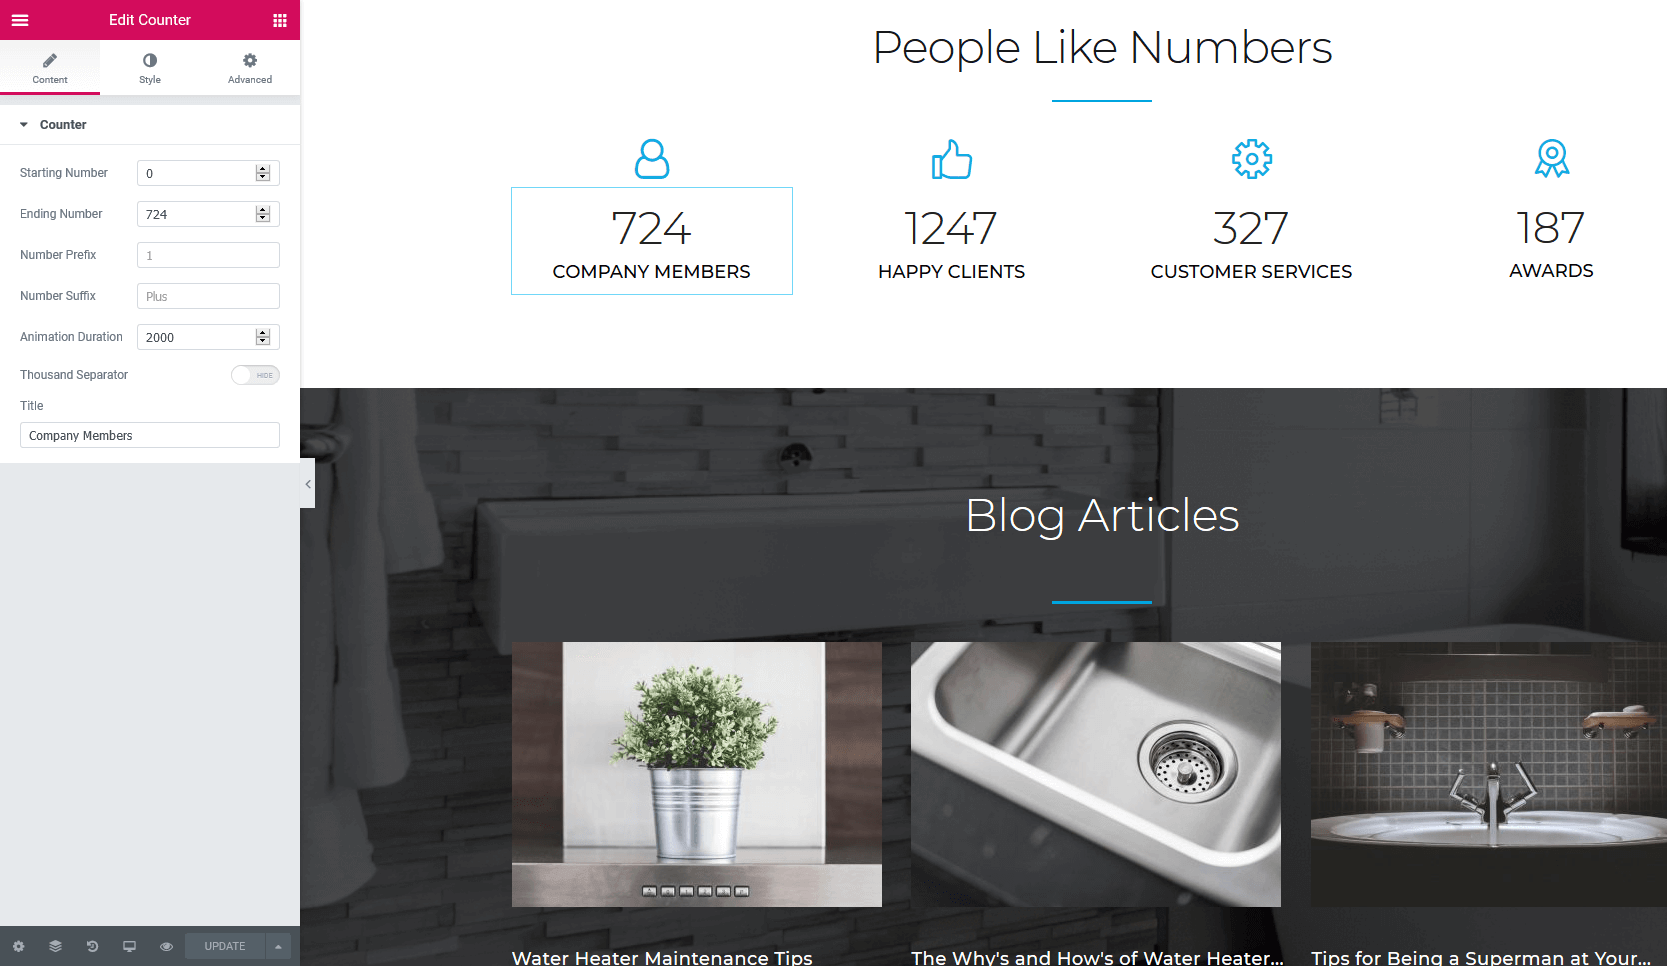 Edit Counter
Content
Style
Advanced
Counter
Starting Number
0
Ending Number
724
Number Prefix
1
Number Suffix
Plus
Animation Duration
2000
Thousand Separator
HIDE
Title
Company Members
UPDATE
People Like Numbers
724
COMPANY MEMBERS
1247
HAPPY CLIENTS
327
CUSTOMER SERVICES
187
AWARDS
Blog Articles
Water Heater Maintenance Tips
The Why's and How's of Water Heater...
Tips for Being a Superman at Your...